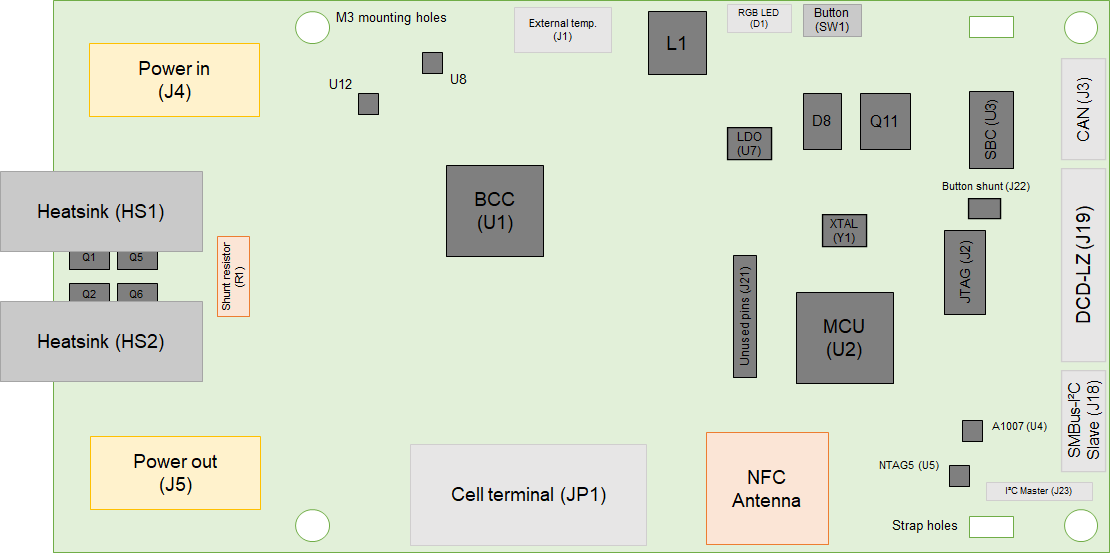 M3 mounting holes
External temp.
(J1)
RGB LED
(D1)
Button
(SW1)
L1
Power in
(J4)
U12
U8
D8
Q11
SBC (U3)
CAN (J3)
LDO
(U7)
Heatsink (HS1)
BCC
(U1)
Button shunt (J22)
XTAL
(Y1)
DCD-LZ (J19)
JTAG (J2)
Q1
Q5
Shunt resistor
(R1)
Q2
Q6
Unused pins (J21)
MCU
(U2)
Heatsink (HS2)
SMBus-I²C
Slave (J18)
A1007 (U4)
Power out
(J5)
Cell terminal (JP1)
NFC
Antenna
NTAG5 (U5)
I²C Master (J23)
Strap holes